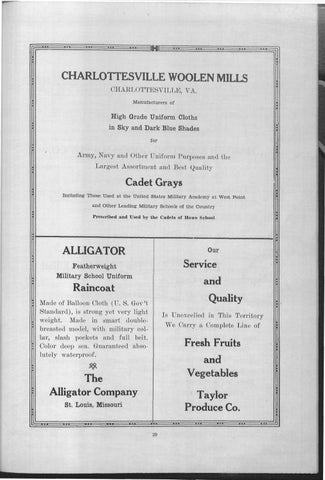 CHARLOTTESVILLE WOOLEN MILLS
CHARLOTTESVILLE, VA.
Manufacturers of
High Grade Uniform Cloths
in Sky and Dark Blue Shades
for
Army, Navy and Other Uniform Purposes and the
Largest Assortment and Best Quality
Cadet Grays
Including Those Used at the United States Military Academy at West Point
and Other Leading Military Schools of the Country
Prescribed and Used by the Cadets of Howe School
ALLIGATOR
Featherweight
Military School Uniform
Raincoat
Made of Balloon Cloth (U. S. Gov't
Standard), is strong yet very light
weight. Made in smart double-
breasted model, with military col-
lar, slash pockets and full belt.
Color deep sea. Guaranteed abso-
lutely waterproof.
The
Alligator Company
St. Louis, Missouri
Our
Service
and
Quality
Is Unexcelled in This Territory
We Carry a Complete Line of
Fresh Fruits
and
Vegetables
Taylor
Produce Co.